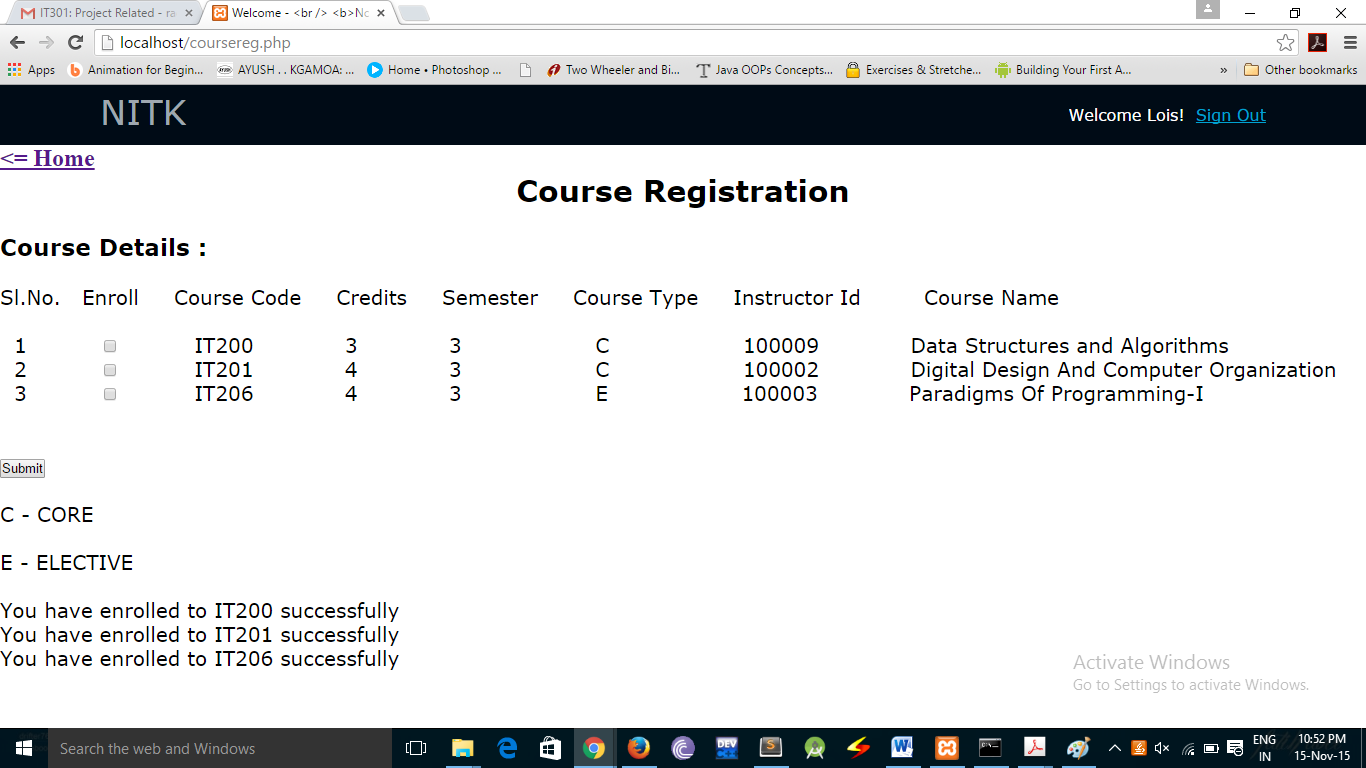 IT301: Project Related - ra
Welcome - <br /> <b>No
localhost/coursereg.php
Apps Animation for Begin... AYUSH . . KGAMOA: ... Home • Photoshop ... Two Wheeler and Bi... Java OOPs Concepts... Exercises & Stretche... Building Your First A... » Other bookmarks
NITK
Welcome Lois! Sign Out
<= Home
Course Registration
Course Details :
Sl.No. Enroll Course Code Credits Semester Course Type Instructor Id Course Name
1 IT200 3 3 C 100009 Data Structures and Algorithms
2 IT201 4 3 C 100002 Digital Design And Computer Organization
3 IT206 4 3 E 100003 Paradigms Of Programming-I
Submit
C - CORE
E - ELECTIVE
You have enrolled to IT200 successfully
You have enrolled to IT201 successfully
You have enrolled to IT206 successfully
Activate Windows
Go to Settings to activate Windows.
Search the web and Windows
DEV
ENG
IN
10:52 PM
15-Nov-15